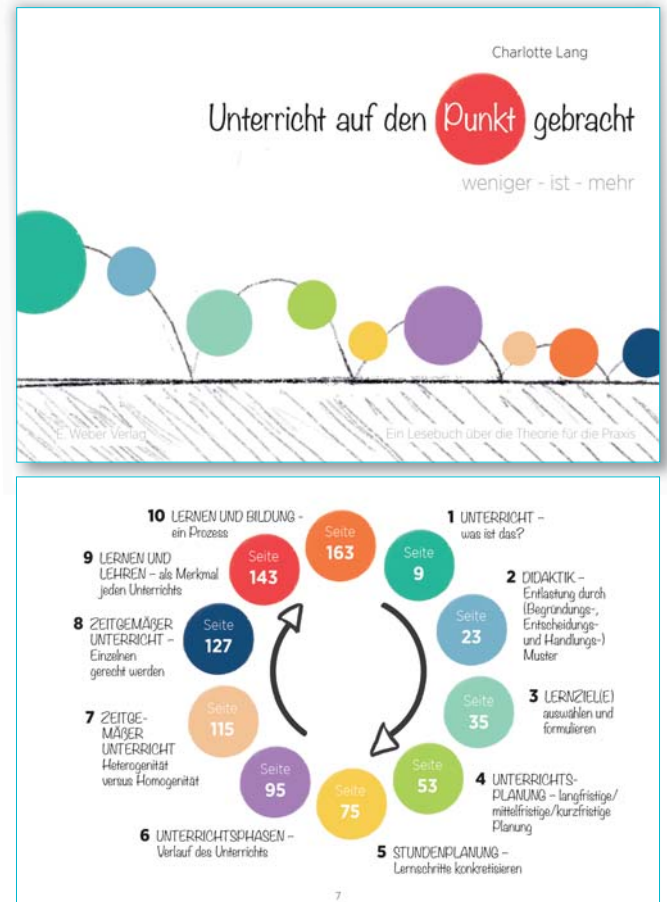 Charlotte Lang
Unterricht auf den Punkt gebracht
weniger - ist - mehr
E. Weber Verlag
Ein Lesebuch über die Theorie für die Praxis
10 LERNEN UND BILDUNG –
ein Prozess
Seite
163
1 UNTERRICHT –
was ist das?
Seite
9
2 DIDAKTIK –
Entlastung durch
(Begründungs-,
Entscheidungs-
und Handlungs-)
Muster
Seite
23
3 LERNZIEL(E)
auswählen und
formulieren
Seite
35
4 UNTERRICHTS-
PLANUNG – langfristige/
mittelfristige/kurzfristige
Planung
Seite
53
5 STUNDENPLANUNG –
Lernschritte konkretisieren
Seite
75
6 UNTERRICHTSPHASEN –
Verlauf des Unterrichts
Seite
95
7 ZEITGE-
MÄẞER
UNTERRICHT
Heterogenität
versus Homogenität
Seite
115
8 ZEITGEMÄẞER
UNTERRICHT –
Einzelnen
gerecht werden
Seite
127
9 LERNEN UND
LEHREN – als Merkmal
jeden Unterrichts
Seite
143
7